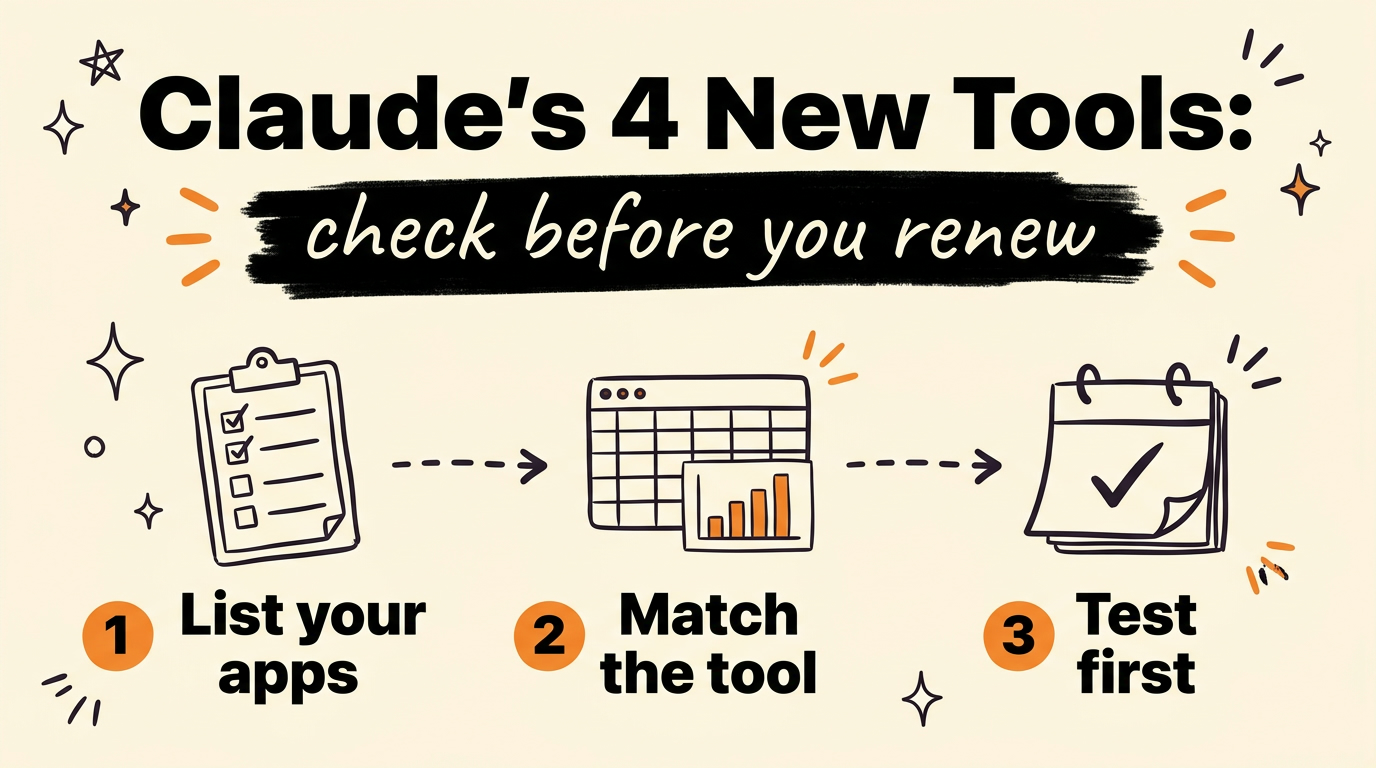 Claude's 4 New Tools:
check before you renew
1 List your
apps
2 Match
the tool
3 Test
first